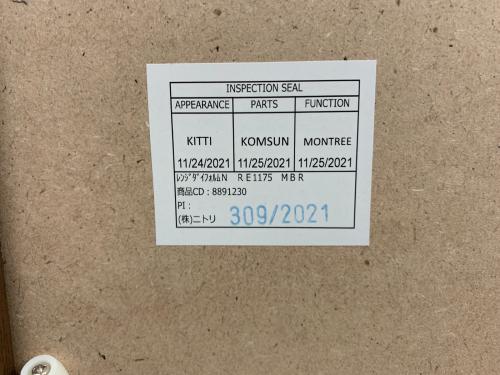 INSPECTION SEAL
APPEARANCE PARTS FUNCTION
KITTI KOMSUN MONTREE
11/24/2021 11/25/2021 11/25/2021
ﾚﾝｼﾞﾀﾞｲﾌｫﾙﾑN RE1175 MBR
商品CD : 8891230
PI :
(株)ニトリ 309/2021